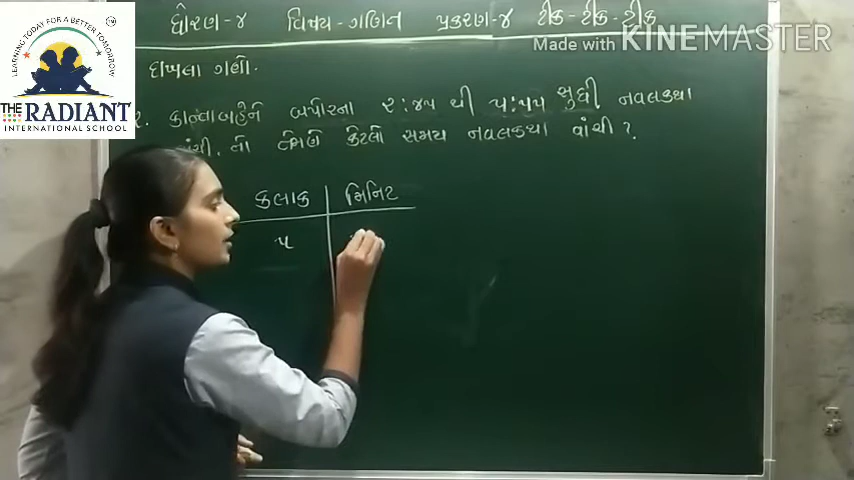 ધોરણ-૪ વિષય-ગણિત પ્રકરણ-૪ ટીક-ટીક-ટીક
Made with KINEMASTER
LEARNING TODAY FOR A BETTER TOMORROW
THE RADIANT
INTERNATIONAL SCHOOL
દાખલા ગણો.
૨. કાન્તાબહેને બપોરના ૨:૪૫ થી ૫:૫૫ સુધી નવલકથા
વાંચી. તો તેમણે કેટલો સમય નવલકથા વાંચી ?
કલાક મિનિટ
૫